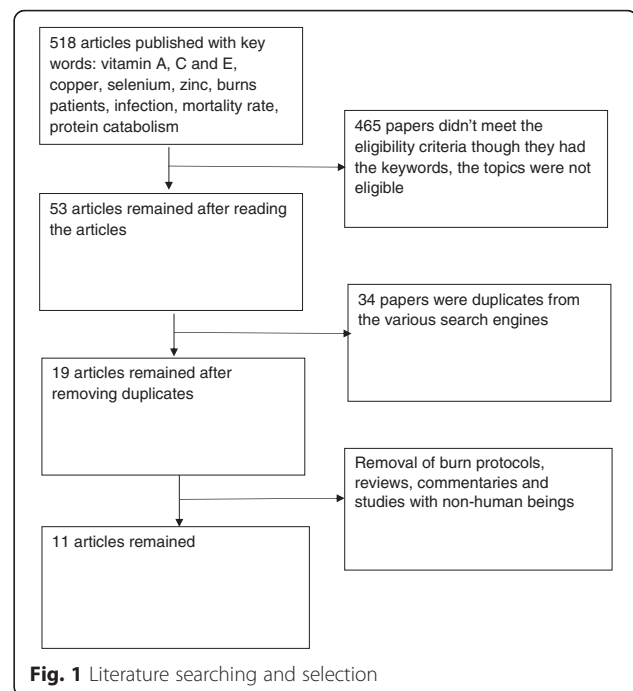 518 articles published with key
words: vitamin A, C and E,
copper, selenium, zinc, burns
patients, infection, mortality rate,
protein catabolism
465 papers didn't meet the
eligibility criteria though they had
the keywords, the topics were not
eligible
53 articles remained after reading
the articles
34 papers were duplicates from
the various search engines
19 articles remained after
removing duplicates
Removal of burn protocols,
reviews, commentaries and
studies with non-human beings
11 articles remained
Fig. 1 Literature searching and selection